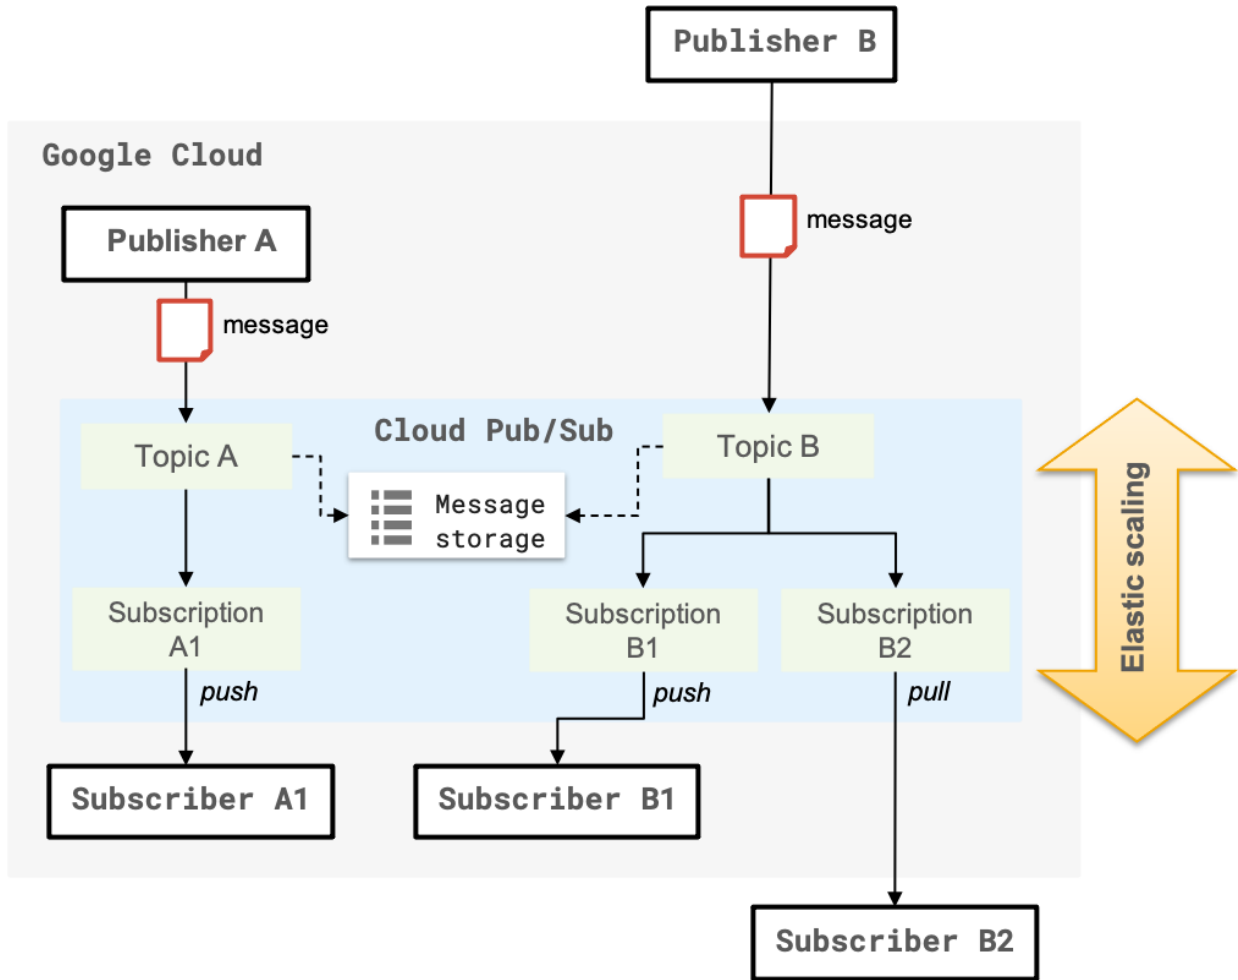 Publisher B
Google Cloud
Publisher A
message
message
Cloud Pub/Sub
Topic A
Topic B
Message
storage
Elastic scaling
Subscription
A1
Subscription
B1
Subscription
B2
push
push
pull
Subscriber A1
Subscriber B1
Subscriber B2